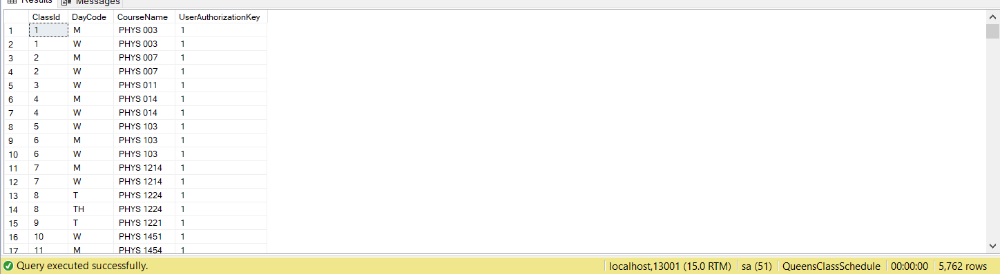 Results Messages
ClassId DayCode CourseName UserAuthorizationKey
1 1 M PHYS 003 1
2 1 W PHYS 003 1
3 2 M PHYS 007 1
4 2 W PHYS 007 1
5 3 W PHYS 011 1
6 4 M PHYS 014 1
7 4 W PHYS 014 1
8 5 W PHYS 103 1
9 6 M PHYS 103 1
10 6 W PHYS 103 1
11 7 M PHYS 1214 1
12 7 W PHYS 1214 1
13 8 T PHYS 1224 1
14 8 TH PHYS 1224 1
15 9 T PHYS 1221 1
16 10 W PHYS 1451 1
17 11 M PHYS 1454 1
Query executed successfully. localhost,13001 (15.0 RTM) sa (51) QueensClassSchedule 00:00:00 5,762 rows